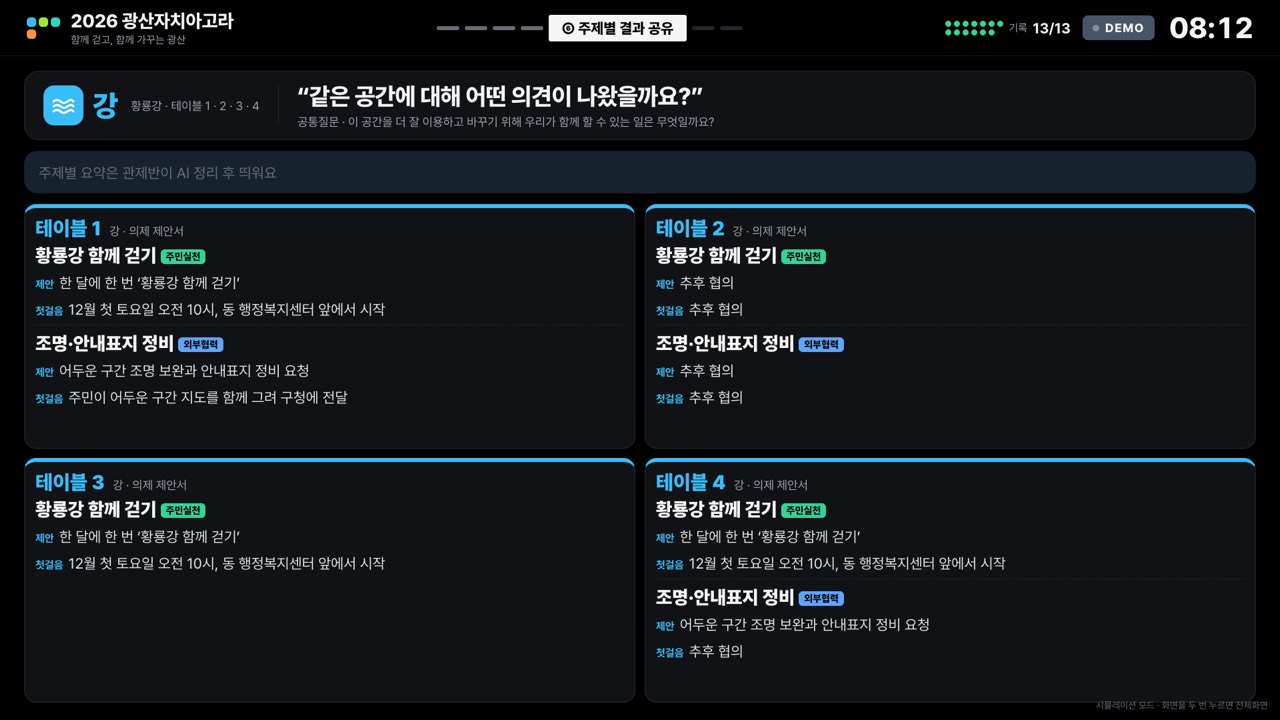 2026 광산자치아고라
함께 걷고, 함께 가꾸는 광산
⑥ 주제별 결과 공유
기록 13/13
DEMO
08:12
강 황룡강 · 테이블 1 · 2 · 3 · 4
“같은 공간에 대해 어떤 의견이 나왔을까요?”
공통질문 · 이 공간을 더 잘 이용하고 바꾸기 위해 우리가 함께 할 수 있는 일은 무엇일까요?
주제별 요약은 관제반이 AI 정리 후 띄워요
테이블 1 강 · 의제 제안서
황룡강 함께 걷기 주민실천
제안 한 달에 한 번 ‘황룡강 함께 걷기’
첫걸음 12월 첫 토요일 오전 10시, 동 행정복지센터 앞에서 시작
조명·안내표지 정비 외부협력
제안 어두운 구간 조명 보완과 안내표지 정비 요청
첫걸음 주민이 어두운 구간 지도를 함께 그려 구청에 전달
테이블 2 강 · 의제 제안서
황룡강 함께 걷기 주민실천
제안 추후 협의
첫걸음 추후 협의
조명·안내표지 정비 외부협력
제안 추후 협의
첫걸음 추후 협의
테이블 3 강 · 의제 제안서
황룡강 함께 걷기 주민실천
제안 한 달에 한 번 ‘황룡강 함께 걷기’
첫걸음 12월 첫 토요일 오전 10시, 동 행정복지센터 앞에서 시작
테이블 4 강 · 의제 제안서
황룡강 함께 걷기 주민실천
제안 한 달에 한 번 ‘황룡강 함께 걷기’
첫걸음 12월 첫 토요일 오전 10시, 동 행정복지센터 앞에서 시작
조명·안내표지 정비 외부협력
제안 어두운 구간 조명 보완과 안내표지 정비 요청
첫걸음 추후 협의
시뮬레이션 모드 · 화면을 두 번 누르면 전체화면